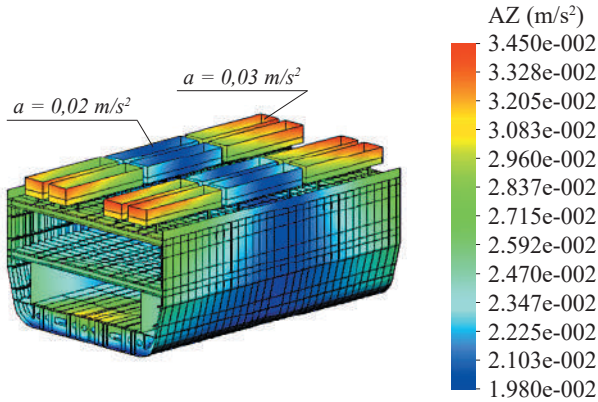 AZ (m/s²)
3.450e-002
3.328e-002
3.205e-002
3.083e-002
2.960e-002
2.837e-002
2.715e-002
2.592e-002
2.470e-002
2.347e-002
2.225e-002
2.103e-002
1.980e-002
a = 0,03 m/s²
a = 0,02 m/s²